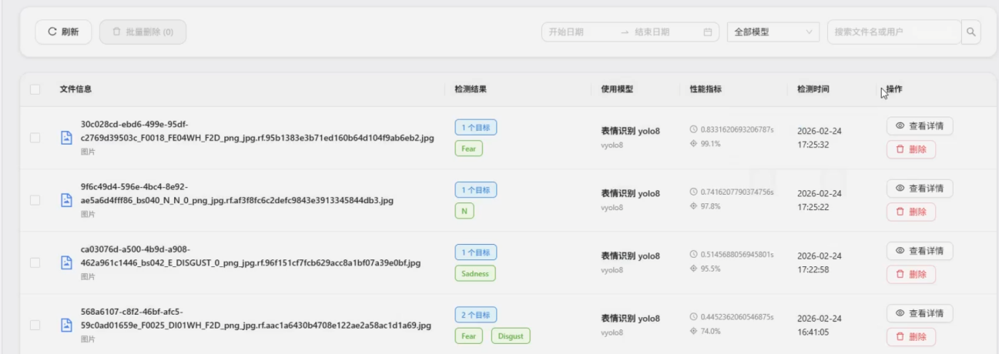 刷新
批量删除 (0)
开始日期 → 结束日期
全部模型
搜索文件名或用户
文件信息
检测结果
使用模型
性能指标
检测时间
操作
30c028cd-ebd6-499e-95df-
c2769d39503c_F0018_FE04WH_F2D_png_jpg.rf.95b1383e3b71ed160b64d104f9ab6eb2.jpg
图片
1 个目标
Fear
表情识别 yolo8
vyolo8
0.8331620693206787s
99.1%
2026-02-24
17:25:32
查看详情
删除
9f6c49d4-596e-4bc4-8e92-
ae5a6d4fff86_bs040_N_N_0_png_jpg.rf.af3f8fc6c2defc9843e3913345844db3.jpg
图片
1 个目标
N
表情识别 yolo8
vyolo8
0.7416207790374756s
97.8%
2026-02-24
17:25:22
查看详情
删除
ca03076d-a500-4b9d-a908-
462a961c1446_bs042_E_DISGUST_0_png_jpg.rf.96f151cf7fcb629acc8a1bf07a39e0bf.jpg
图片
1 个目标
Sadness
表情识别 yolo8
vyolo8
0.5145688056945801s
95.5%
2026-02-24
17:22:58
查看详情
删除
568a6107-c8f2-46bf-afc5-
59c0ad01659e_F0025_DI01WH_F2D_png_jpg.rf.aac1a6430b4708e122ae2a58ac1d1a69.jpg
图片
2 个目标
Fear
Disgust
表情识别 yolo8
vyolo8
0.4452362060546875s
74.0%
2026-02-24
16:41:05
查看详情
删除